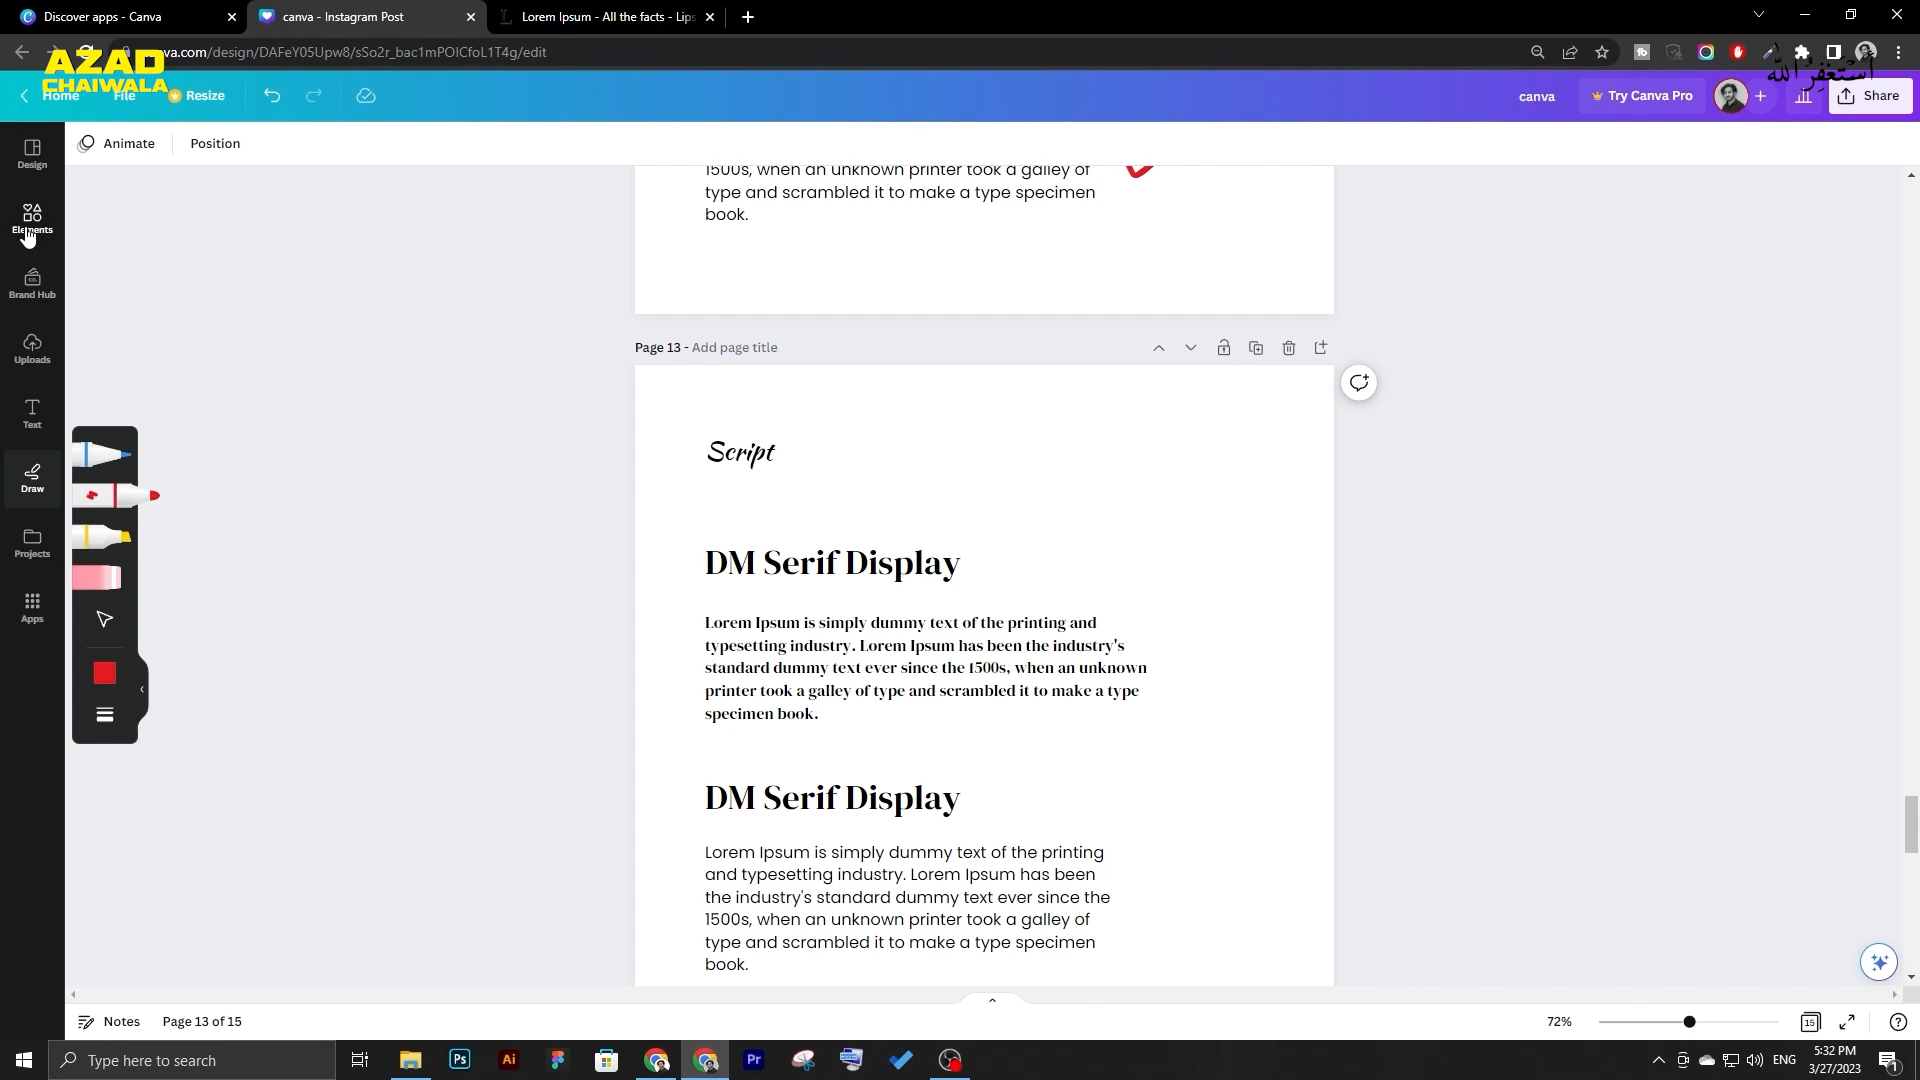 Discover apps - Canva
canva - Instagram Post
Lorem Ipsum - All the facts - Lips
va.com/design/DAFeY05Upw8/sSo2r_bac1mPOICfoL1T4g/edit
AZAD
CHAIWALA
أستغفر الله
Home
File
Resize
canva
Try Canva Pro
Share
Animate
Position
Design
Elements
Brand Hub
Uploads
Text
Draw
Projects
Apps
1500s, when an unknown printer took a galley of
type and scrambled it to make a type specimen
book.
Page 13 - Add page title
Script
DM Serif Display
Lorem Ipsum is simply dummy text of the printing and
typesetting industry. Lorem Ipsum has been the industry's
standard dummy text ever since the 1500s, when an unknown
printer took a galley of type and scrambled it to make a type
specimen book.
DM Serif Display
Lorem Ipsum is simply dummy text of the printing
and typesetting industry. Lorem Ipsum has been
the industry's standard dummy text ever since the
1500s, when an unknown printer took a galley of
type and scrambled it to make a type specimen
book.
Notes
Page 13 of 15
72%
15
Type here to search
Ps
Ai
Pr
ENG
5:32 PM
3/27/2023
1